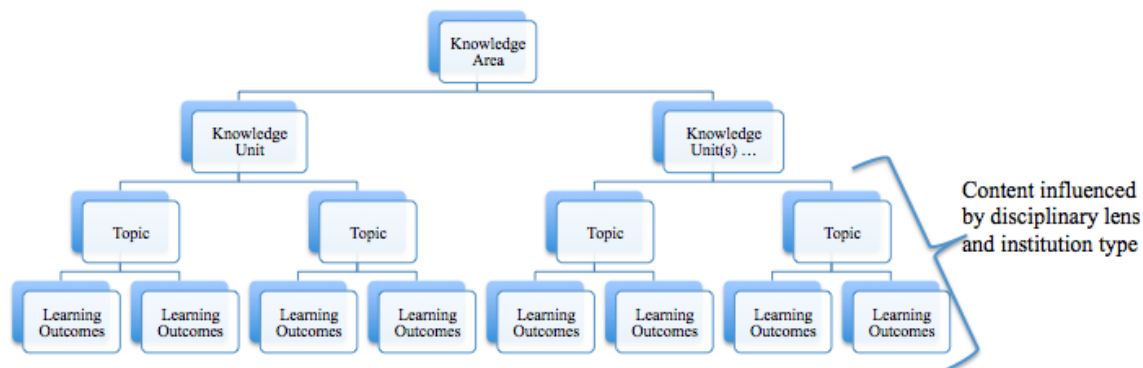 Knowledge
Area
Knowledge
Unit
Knowledge
Unit(s) ...
Topic
Topic
Topic
Topic
Learning
Outcomes
Learning
Outcomes
Learning
Outcomes
Learning
Outcomes
Learning
Outcomes
Learning
Outcomes
Learning
Outcomes
Learning
Outcomes
Content influenced
by disciplinary lens
and institution type